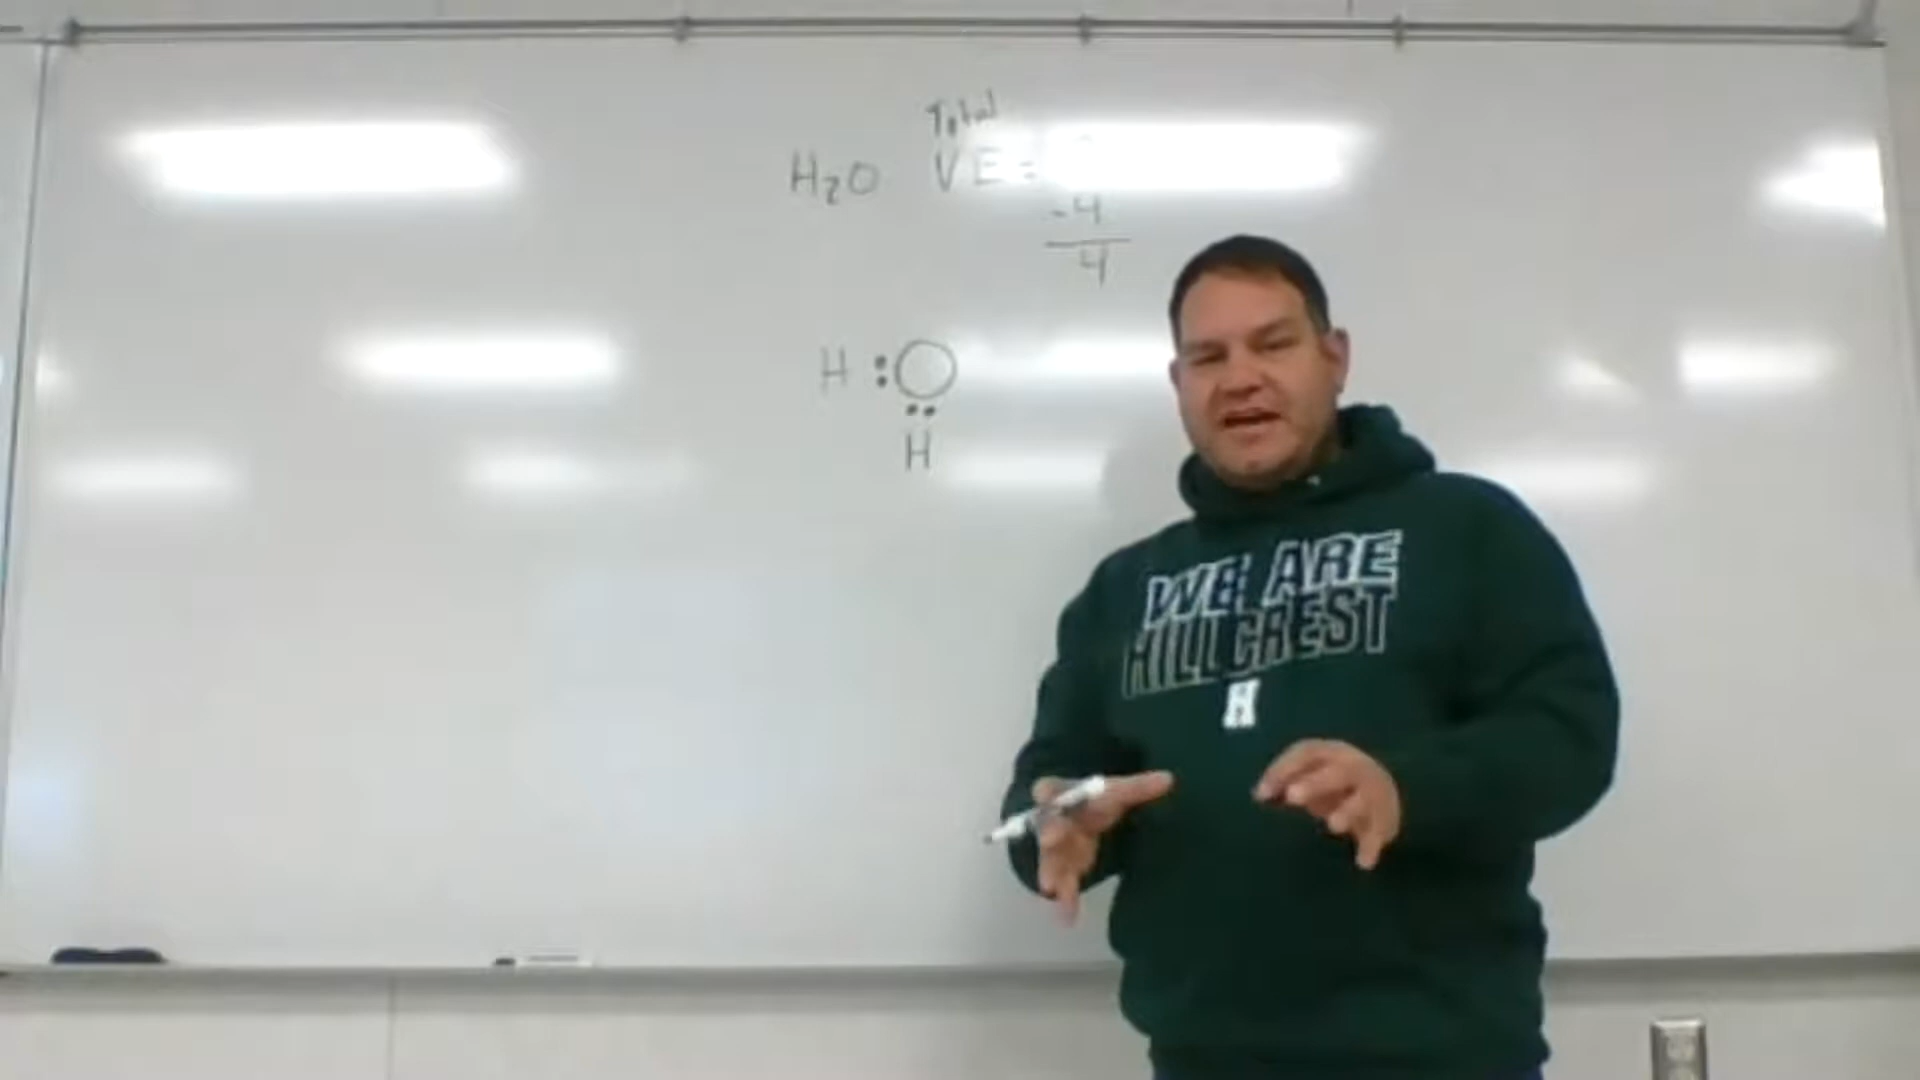 Total
H₂O VE=
-4
4
H :O
H
WE ARE
HILLCREST
H